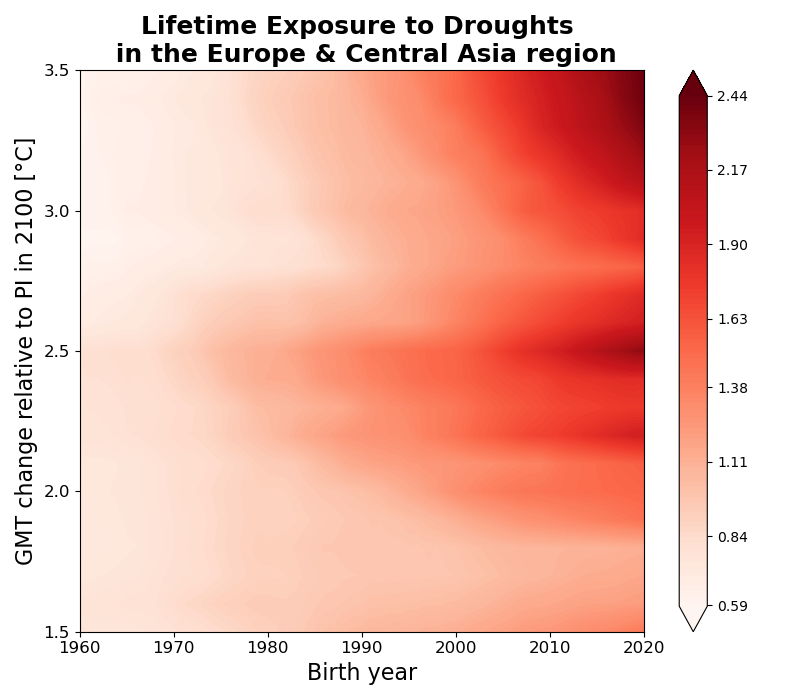 Lifetime Exposure to Droughts
in the Europe & Central Asia region
GMT change relative to PI in 2100 [°C]
3.5
3.0
2.5
2.0
1.5
1960 1970 1980 1990 2000 2010 2020
Birth year
2.44
2.17
1.90
1.63
1.38
1.11
0.84
0.59